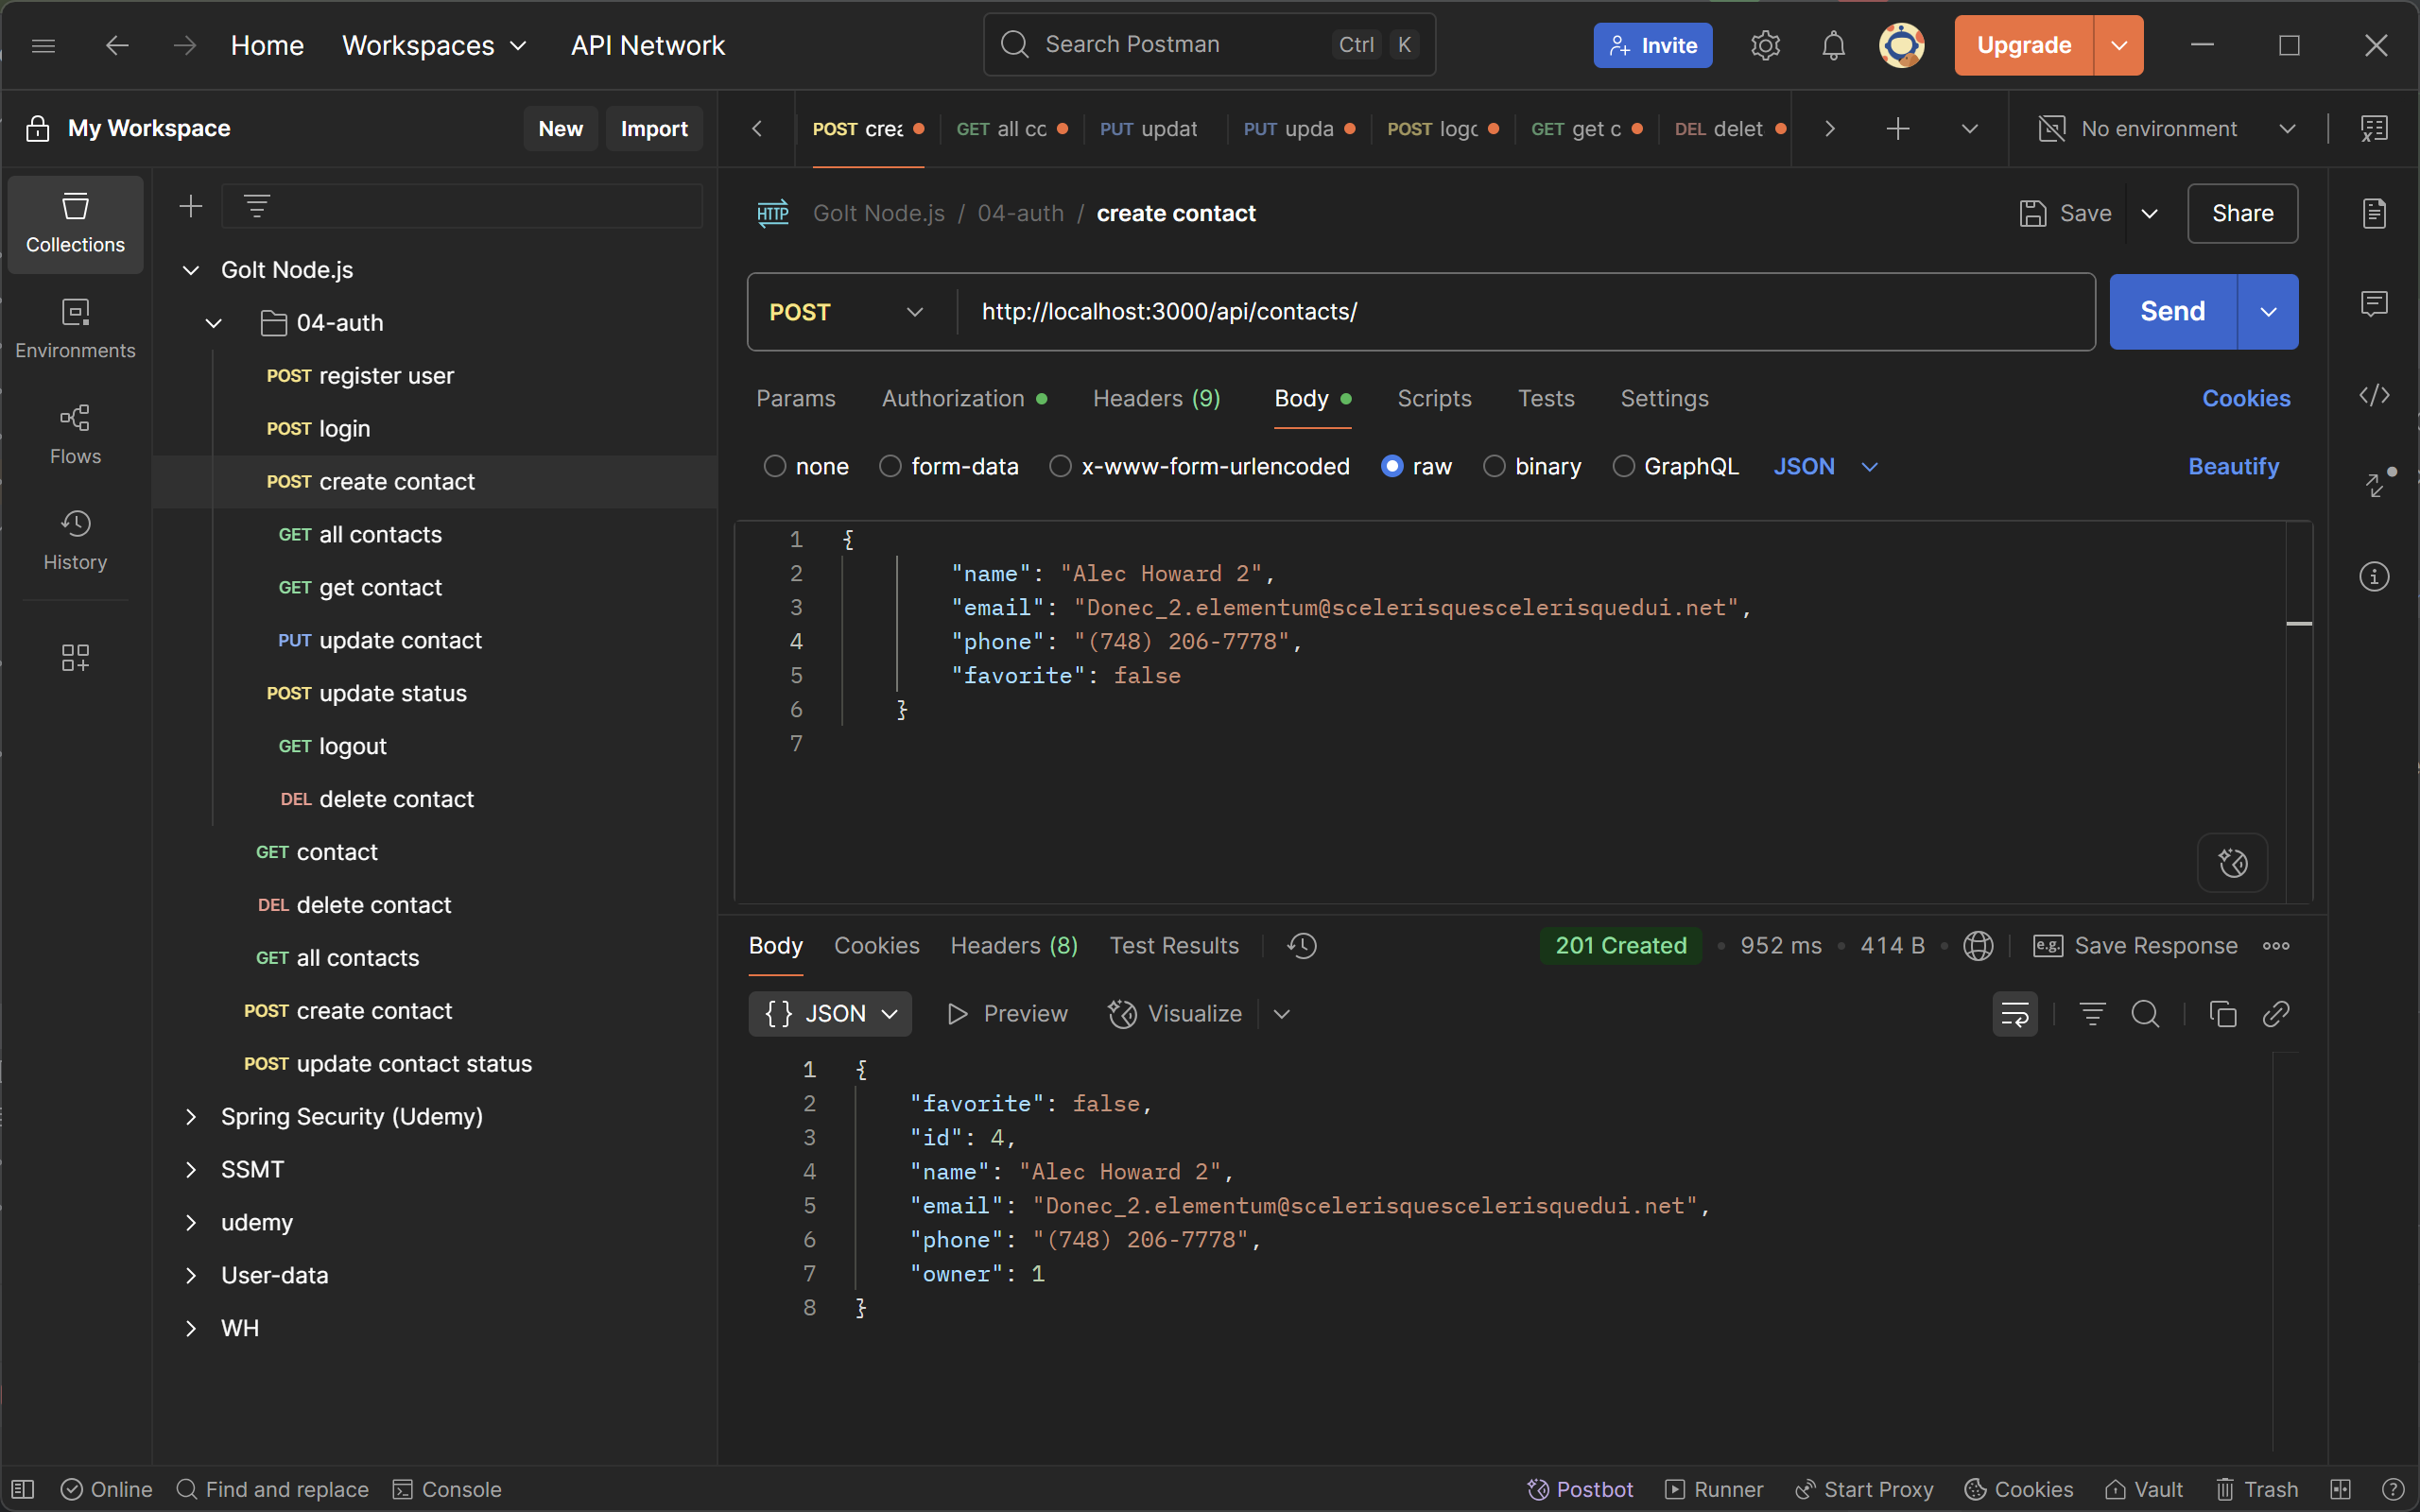 Home Workspaces API Network Search Postman Ctrl K Invite Upgrade
My Workspace New Import POST crea GET all cc PUT updat PUT upda POST logo GET get c DEL delet No environment
Collections
Environments
Flows
History
GoIt Node.js
04-auth
POST register user
POST login
POST create contact
GET all contacts
GET get contact
PUT update contact
POST update status
GET logout
DEL delete contact
GET contact
DEL delete contact
GET all contacts
POST create contact
POST update contact status
Spring Security (Udemy)
SSMT
udemy
User-data
WH
HTTP GoIt Node.js / 04-auth / create contact Save Share
POST http://localhost:3000/api/contacts/ Send
Params Authorization Headers (9) Body Scripts Tests Settings Cookies
none form-data x-www-form-urlencoded raw binary GraphQL JSON Beautify
1 {
2 "name": "Alec Howard 2",
3 "email": "Donec_2.elementum@scelerisquescelerisquedui.net",
4 "phone": "(748) 206-7778",
5 "favorite": false
6 }
7
Body Cookies Headers (8) Test Results 201 Created 952 ms 414 B e.g. Save Response
{} JSON Preview Visualize
1 {
2 "favorite": false,
3 "id": 4,
4 "name": "Alec Howard 2",
5 "email": "Donec_2.elementum@scelerisquescelerisquedui.net",
6 "phone": "(748) 206-7778",
7 "owner": 1
8 }
Online Find and replace Console Postbot Runner Start Proxy Cookies Vault Trash